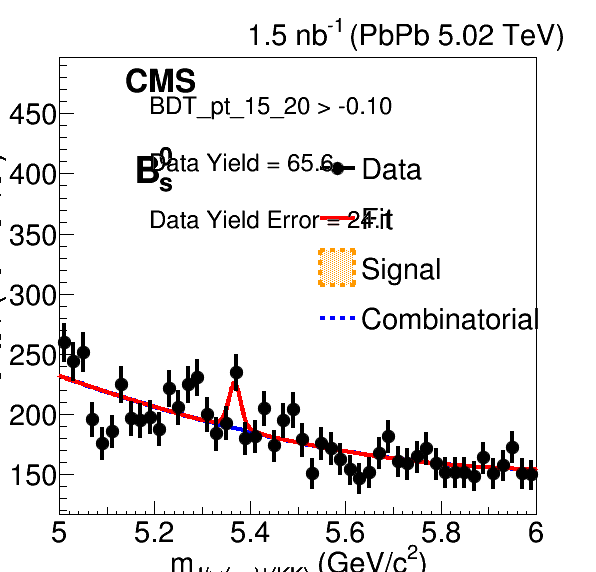 1.5 nb⁻¹ (PbPb 5.02 TeV)
CMS
BDT_pt_15_20 > -0.10
B⁰s
Data Yield = 65.6
Data
Data Yield Error =
Fit
Signal
Combinatorial
450
400
350
300
250
200
150
5 5.2 5.4 5.6 5.8 6
m (GeV/c²)